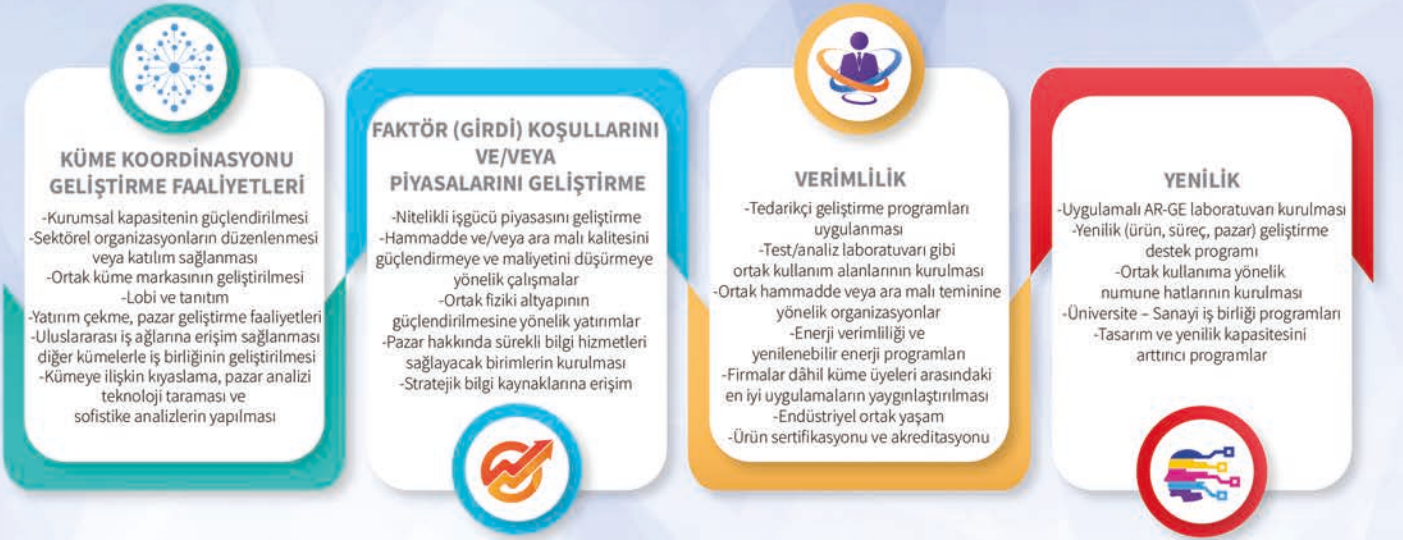 KÜME KOORDİNASYONU
GELİŞTİRME FAALİYETLERİ
-Kurumsal kapasitenin güçlendirilmesi
-Sektörel organizasyonların düzenlenmesi
veya katılım sağlanması
-Ortak küme markasının geliştirilmesi
-Lobi ve tanıtım
-Yatırım çekme, pazar geliştirme faaliyetleri
-Uluslararası iş ağlarına erişim sağlanması
diğer kümelerle iş birliğinin geliştirilmesi
-Kümeye ilişkin kıyaslama, pazar analizi
teknoloji taraması ve
sofistike analizlerin yapılması
FAKTÖR (GİRDİ) KOŞULLARINI
VE/VEYA
PİYASALARINI GELİŞTİRME
-Nitelikli işgücü piyasasını geliştirme
-Hammadde ve/veya ara malı kalitesini
güçlendirmeye ve maliyetini düşürmeye
yönelik çalışmalar
-Ortak fiziki altyapının
güçlendirilmesine yönelik yatırımlar
-Pazar hakkında sürekli bilgi hizmetleri
sağlayacak birimlerin kurulması
-Stratejik bilgi kaynaklarına erişim
VERİMLİLİK
-Tedarikçi geliştirme programları
uygulanması
-Test/analiz laboratuvarı gibi
ortak kullanım alanlarının kurulması
-Ortak hammadde veya ara malı teminine
yönelik organizasyonlar
-Enerji verimliliği ve
yenilenebilir enerji programları
-Firmalar dâhil küme üyeleri arasındaki
en iyi uygulamaların yaygınlaştırılması
-Endüstriyel ortak yaşam
-Ürün sertifikasyonu ve akreditasyonu
YENİLİK
-Uygulamalı AR-GE laboratuvarı kurulması
-Yenilik (ürün, süreç, pazar) geliştirme
destek programı
-Ortak kullanıma yönelik
numune hatlarının kurulması
-Üniversite – Sanayi iş birliği programları
-Tasarım ve yenilik kapasitesini
arttırıcı programlar